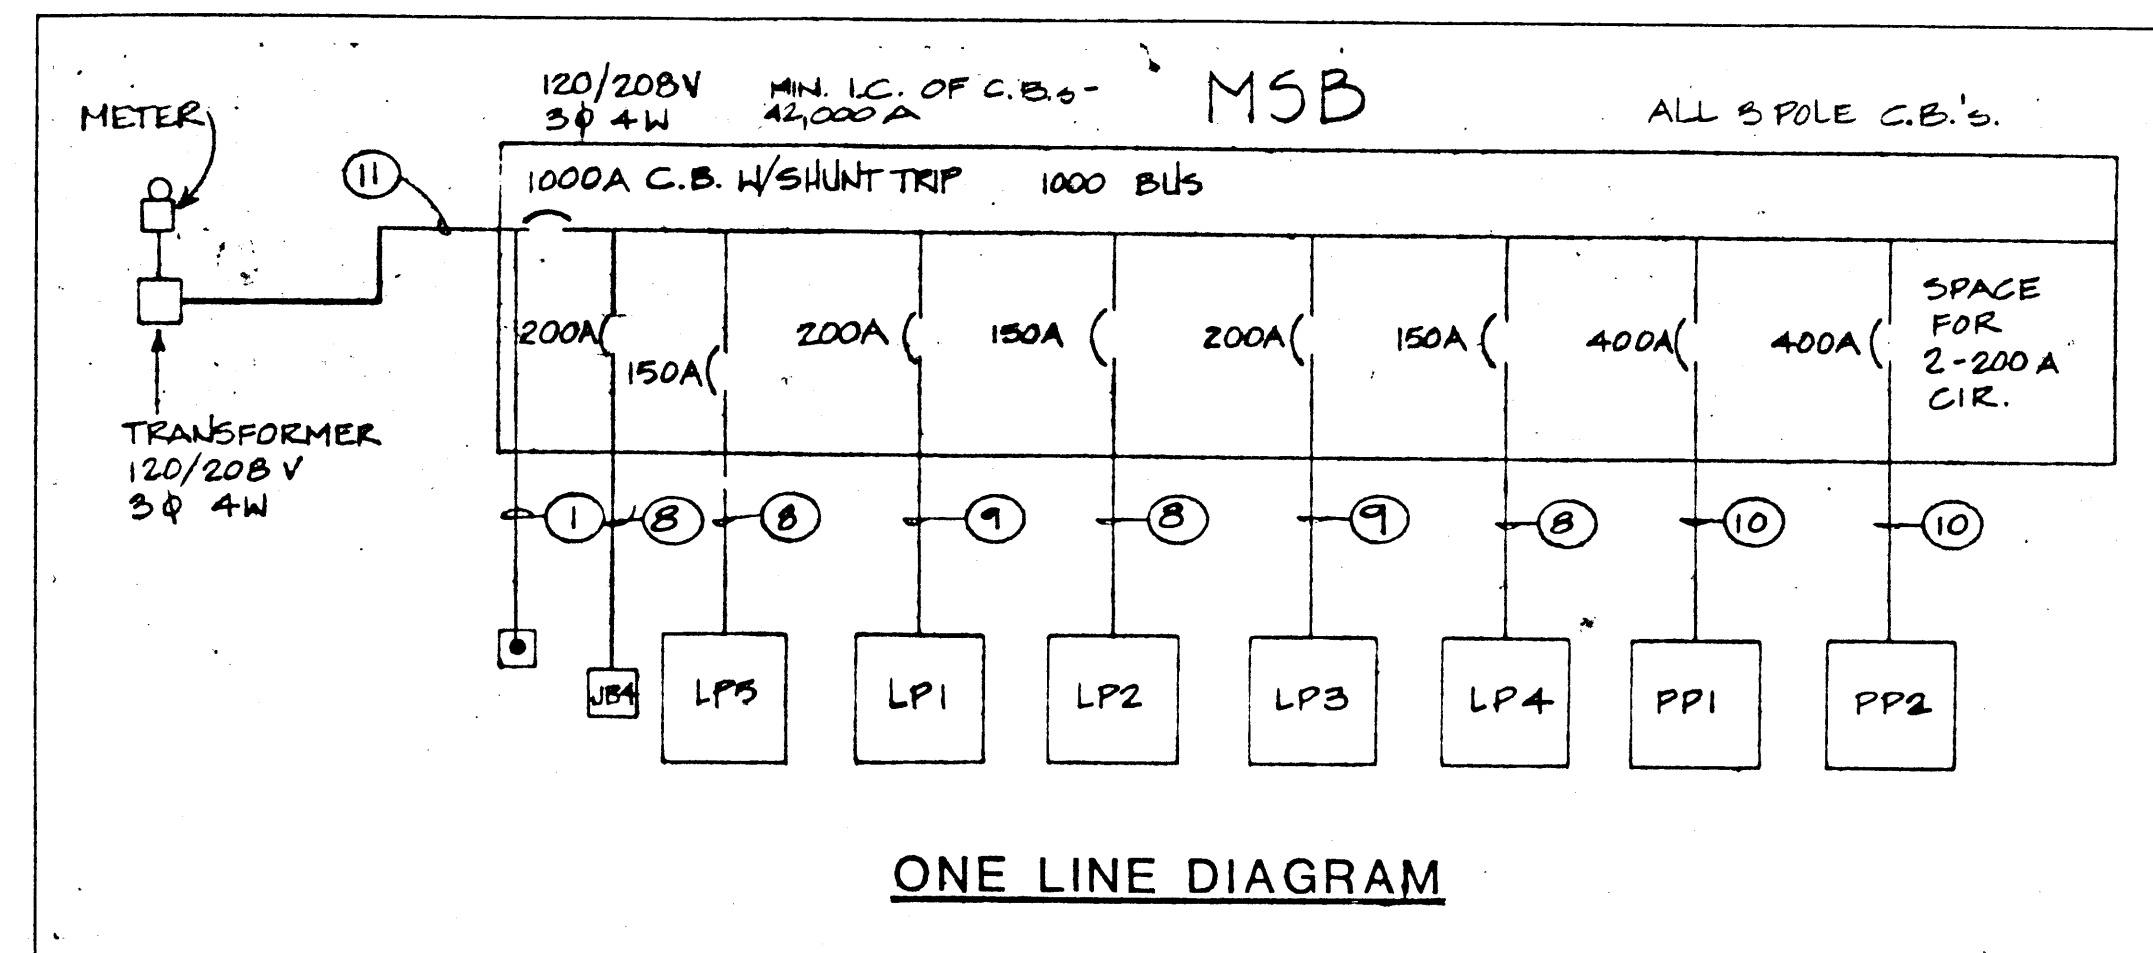 METER
120/208V
3ϕ 4W
MIN. I.C. OF C.B.s -
42,000 A
MSB
ALL 3 POLE C.B.'s.
11
1000A C.B. W/SHUNT TRIP 1000 BUS
200A
150A
200A
150A
200A
150A
400A
400A
SPACE
FOR
2-200 A
CIR.
TRANSFORMER
120/208 V
3ϕ 4W
1
8
8
9
8
9
8
10
10
JB4
LP5
LP1
LP2
LP3
LP4
PP1
PP2
ONE LINE DIAGRAM